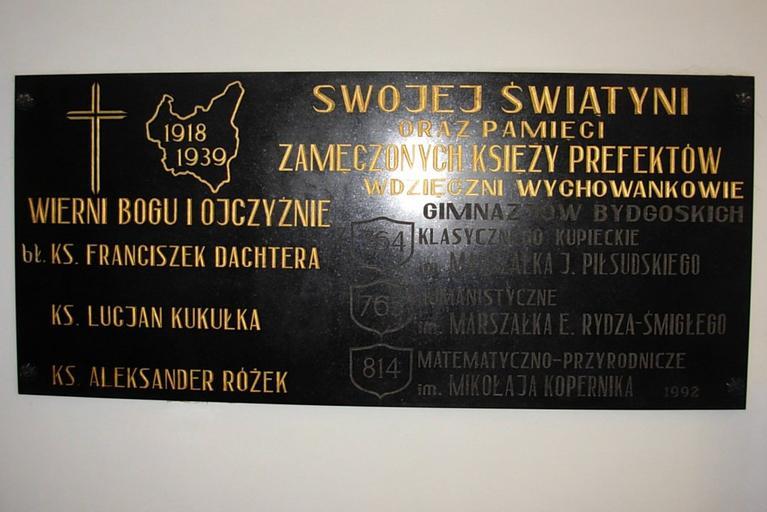 1918
1939
SWOJEJ ŚWIĄTYNI
ORAZ PAMIĘCI
ZAMĘCZONYCH KSIĘŻY PREFEKTÓW
WDZIĘCZNI WYCHOWANKOWIE
GIMNAZJÓW BYDGOSKICH
WIERNI BOGU I OJCZYŹNIE
bł. KS. FRANCISZEK DACHTERA
KS. LUCJAN KUKUŁKA
KS. ALEKSANDER RÓŻEK
764
KLASYCZNEGO KUPIECKIE
im. MARSZAŁKA J. PIŁSUDSKIEGO
HUMANISTYCZNE
im. MARSZAŁKA E. RYDZA-ŚMIGŁEGO
814
MATEMATYCZNO-PRZYRODNICZE
im. MIKOŁAJA KOPERNIKA 1992